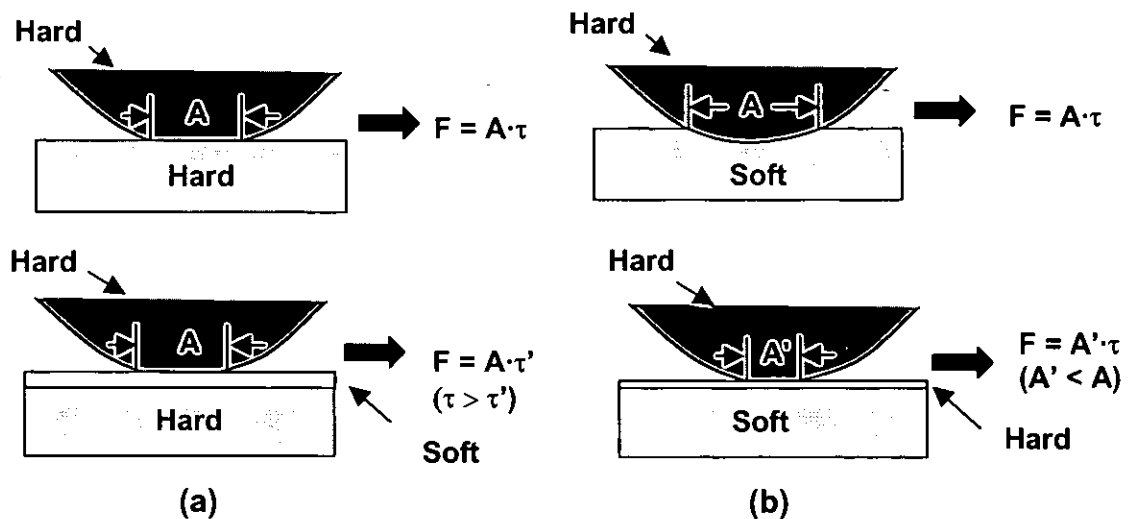 Hard
A
Hard
F = A·τ
Hard
A
Soft
F = A·τ
Hard
A
Hard
F = A·τ'
(τ > τ')
Soft
(a)
Hard
A'
Soft
F = A'·τ
(A' < A)
Hard
(b)